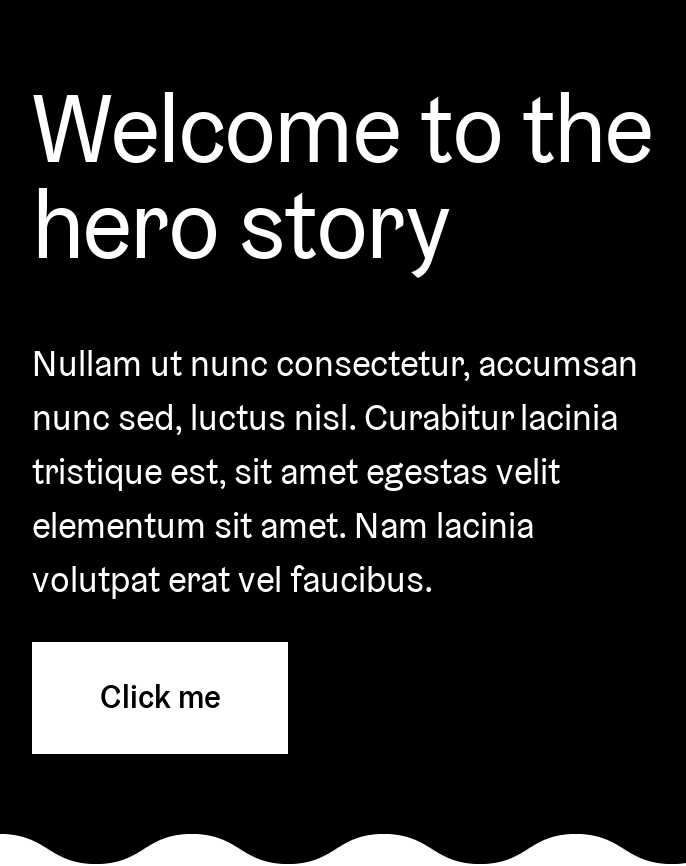 Welcome to the
hero story
Nullam ut nunc consectetur, accumsan
nunc sed, luctus nisl. Curabitur lacinia
tristique est, sit amet egestas velit
elementum sit amet. Nam lacinia
volutpat erat vel faucibus.
Click me